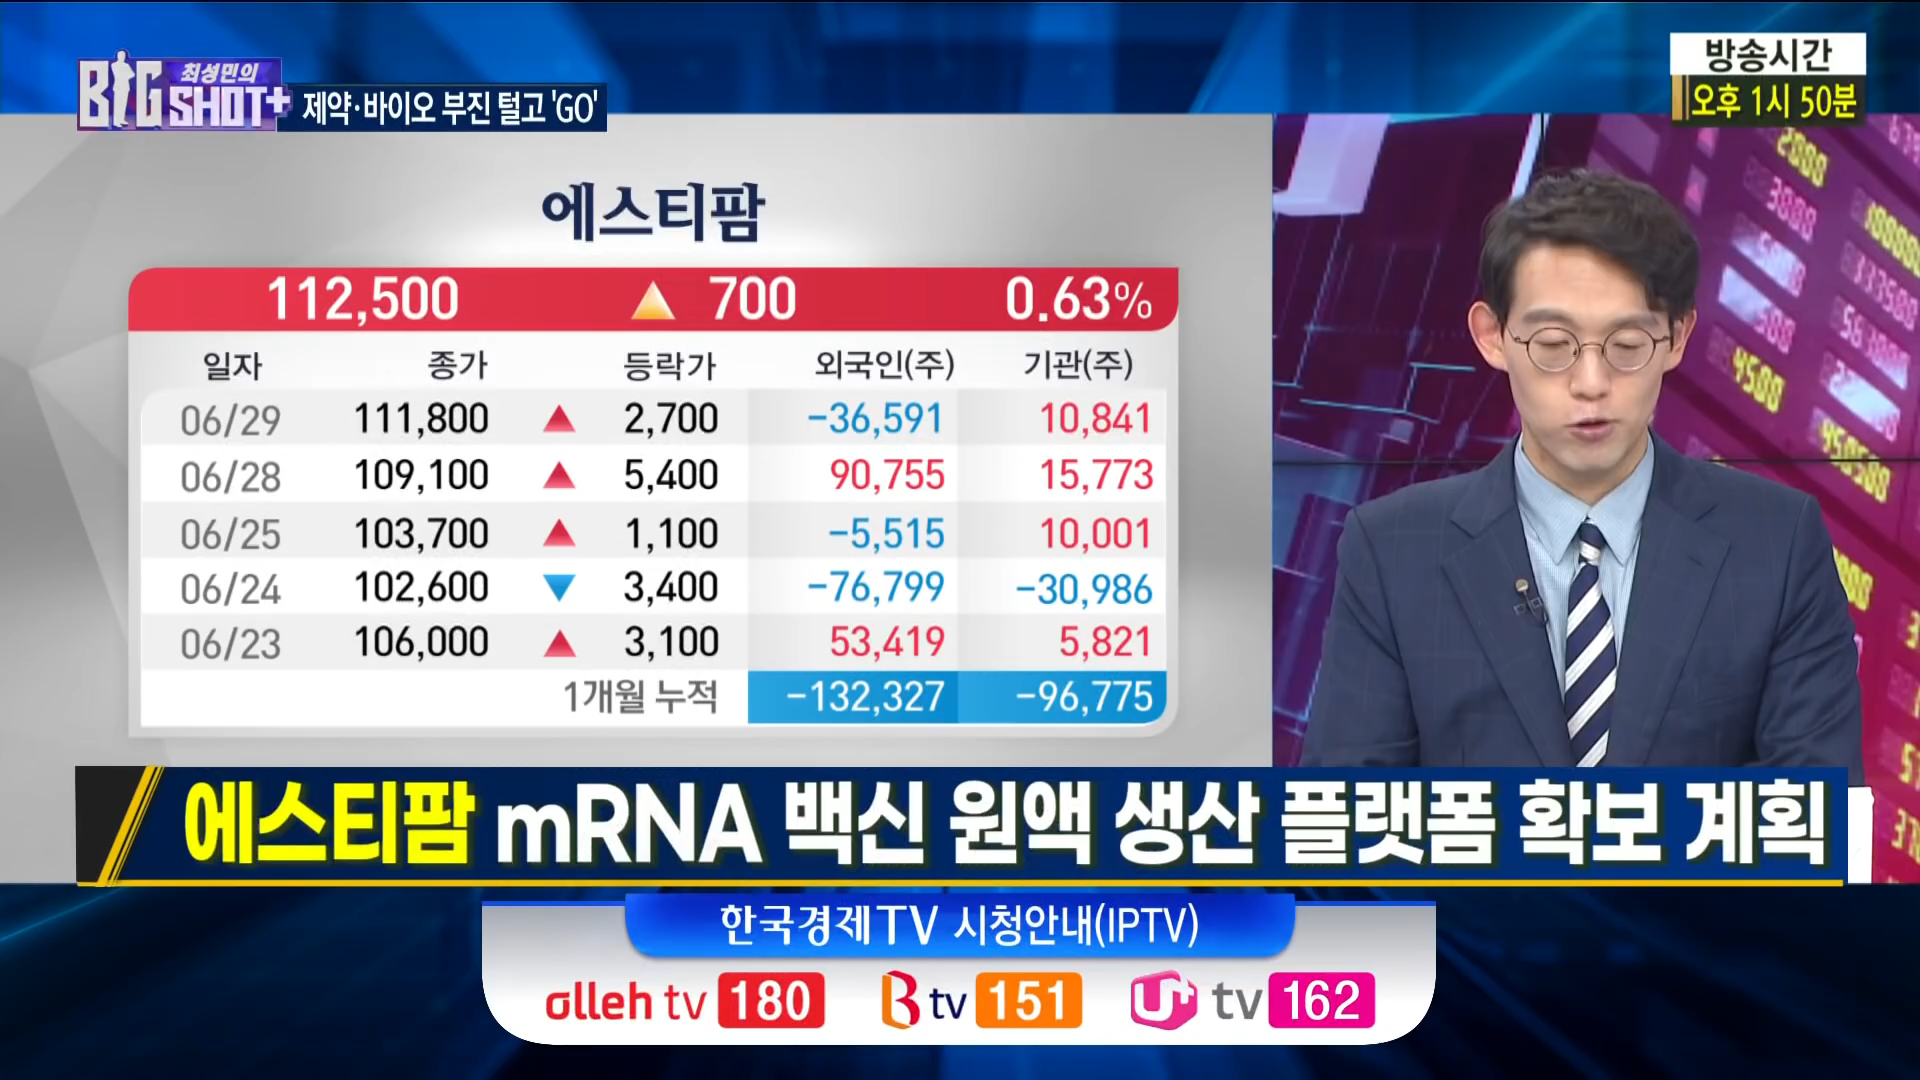 BIG 최성민의
SHOT+
제약·바이오 부진 털고 'GO'
방송시간
오후 1시 50분
에스티팜
112,500 ▲ 700 0.63%
일자 종가 등락가 외국인(주) 기관(주)
06/29 111,800 ▲ 2,700 -36,591 10,841
06/28 109,100 ▲ 5,400 90,755 15,773
06/25 103,700 ▲ 1,100 -5,515 10,001
06/24 102,600 ▼ 3,400 -76,799 -30,986
06/23 106,000 ▲ 3,100 53,419 5,821
1개월 누적 -132,327 -96,775
에스티팜 mRNA 백신 원액 생산 플랫폼 확보 계획
한국경제TV 시청안내(IPTV)
olleh tv 180 B tv 151 U+ tv 162